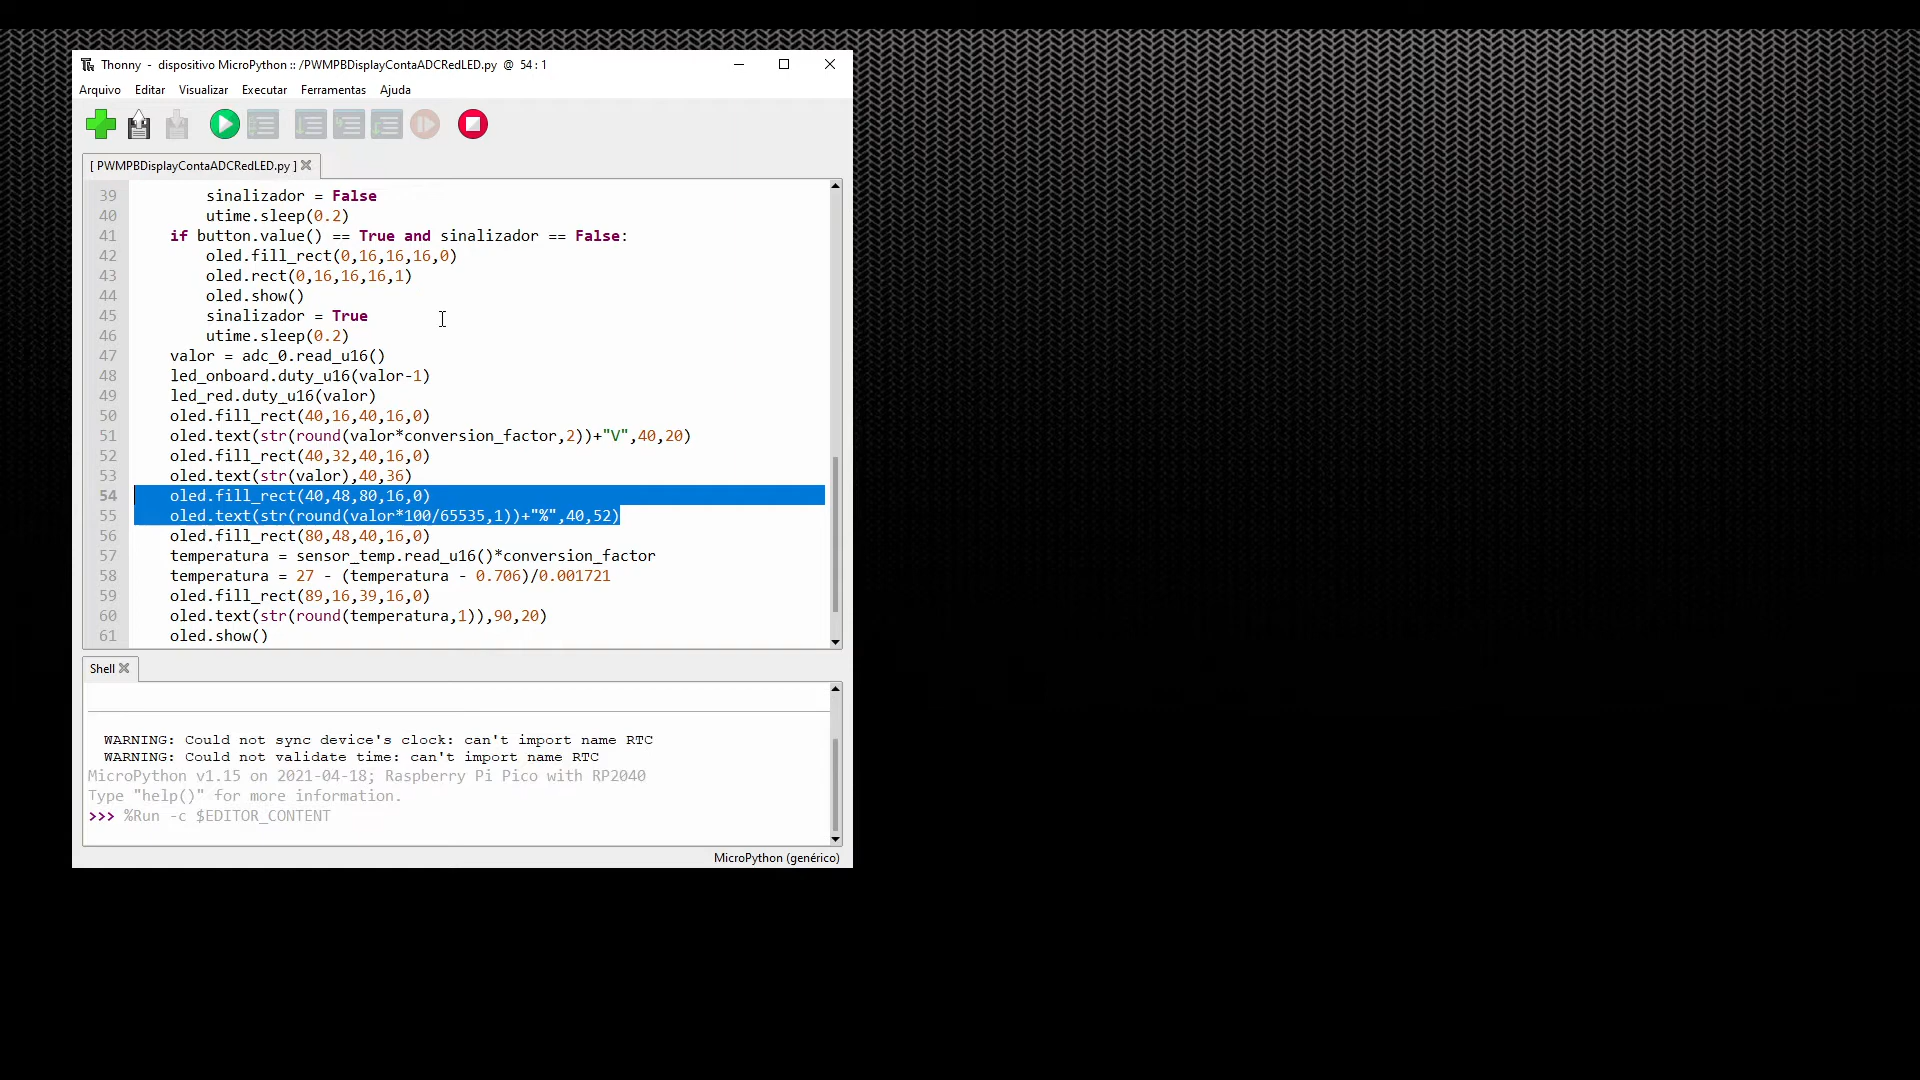 Thonny - dispositivo MicroPython :: /PWMPBDisplayContaADCRedLED.py @ 54 : 1
Arquivo Editar Visualizar Executar Ferramentas Ajuda
[ PWMPBDisplayContaADCRedLED.py ]
39 sinalizador = False
40 utime.sleep(0.2)
41 if button.value() == True and sinalizador == False:
42 oled.fill_rect(0,16,16,16,0)
43 oled.rect(0,16,16,16,1)
44 oled.show()
45 sinalizador = True
46 utime.sleep(0.2)
47 valor = adc_0.read_u16()
48 led_onboard.duty_u16(valor-1)
49 led_red.duty_u16(valor)
50 oled.fill_rect(40,16,40,16,0)
51 oled.text(str(round(valor*conversion_factor,2))+"V",40,20)
52 oled.fill_rect(40,32,40,16,0)
53 oled.text(str(valor),40,36)
54 oled.fill_rect(40,48,80,16,0)
55 oled.text(str(round(valor*100/65535,1))+"%",40,52)
56 oled.fill_rect(80,48,40,16,0)
57 temperatura = sensor_temp.read_u16()*conversion_factor
58 temperatura = 27 - (temperatura - 0.706)/0.001721
59 oled.fill_rect(89,16,39,16,0)
60 oled.text(str(round(temperatura,1)),90,20)
61 oled.show()
Shell
WARNING: Could not sync device's clock: can't import name RTC
WARNING: Could not validate time: can't import name RTC
MicroPython v1.15 on 2021-04-18; Raspberry Pi Pico with RP2040
Type "help()" for more information.
>>> %Run -c $EDITOR_CONTENT
MicroPython (genérico)